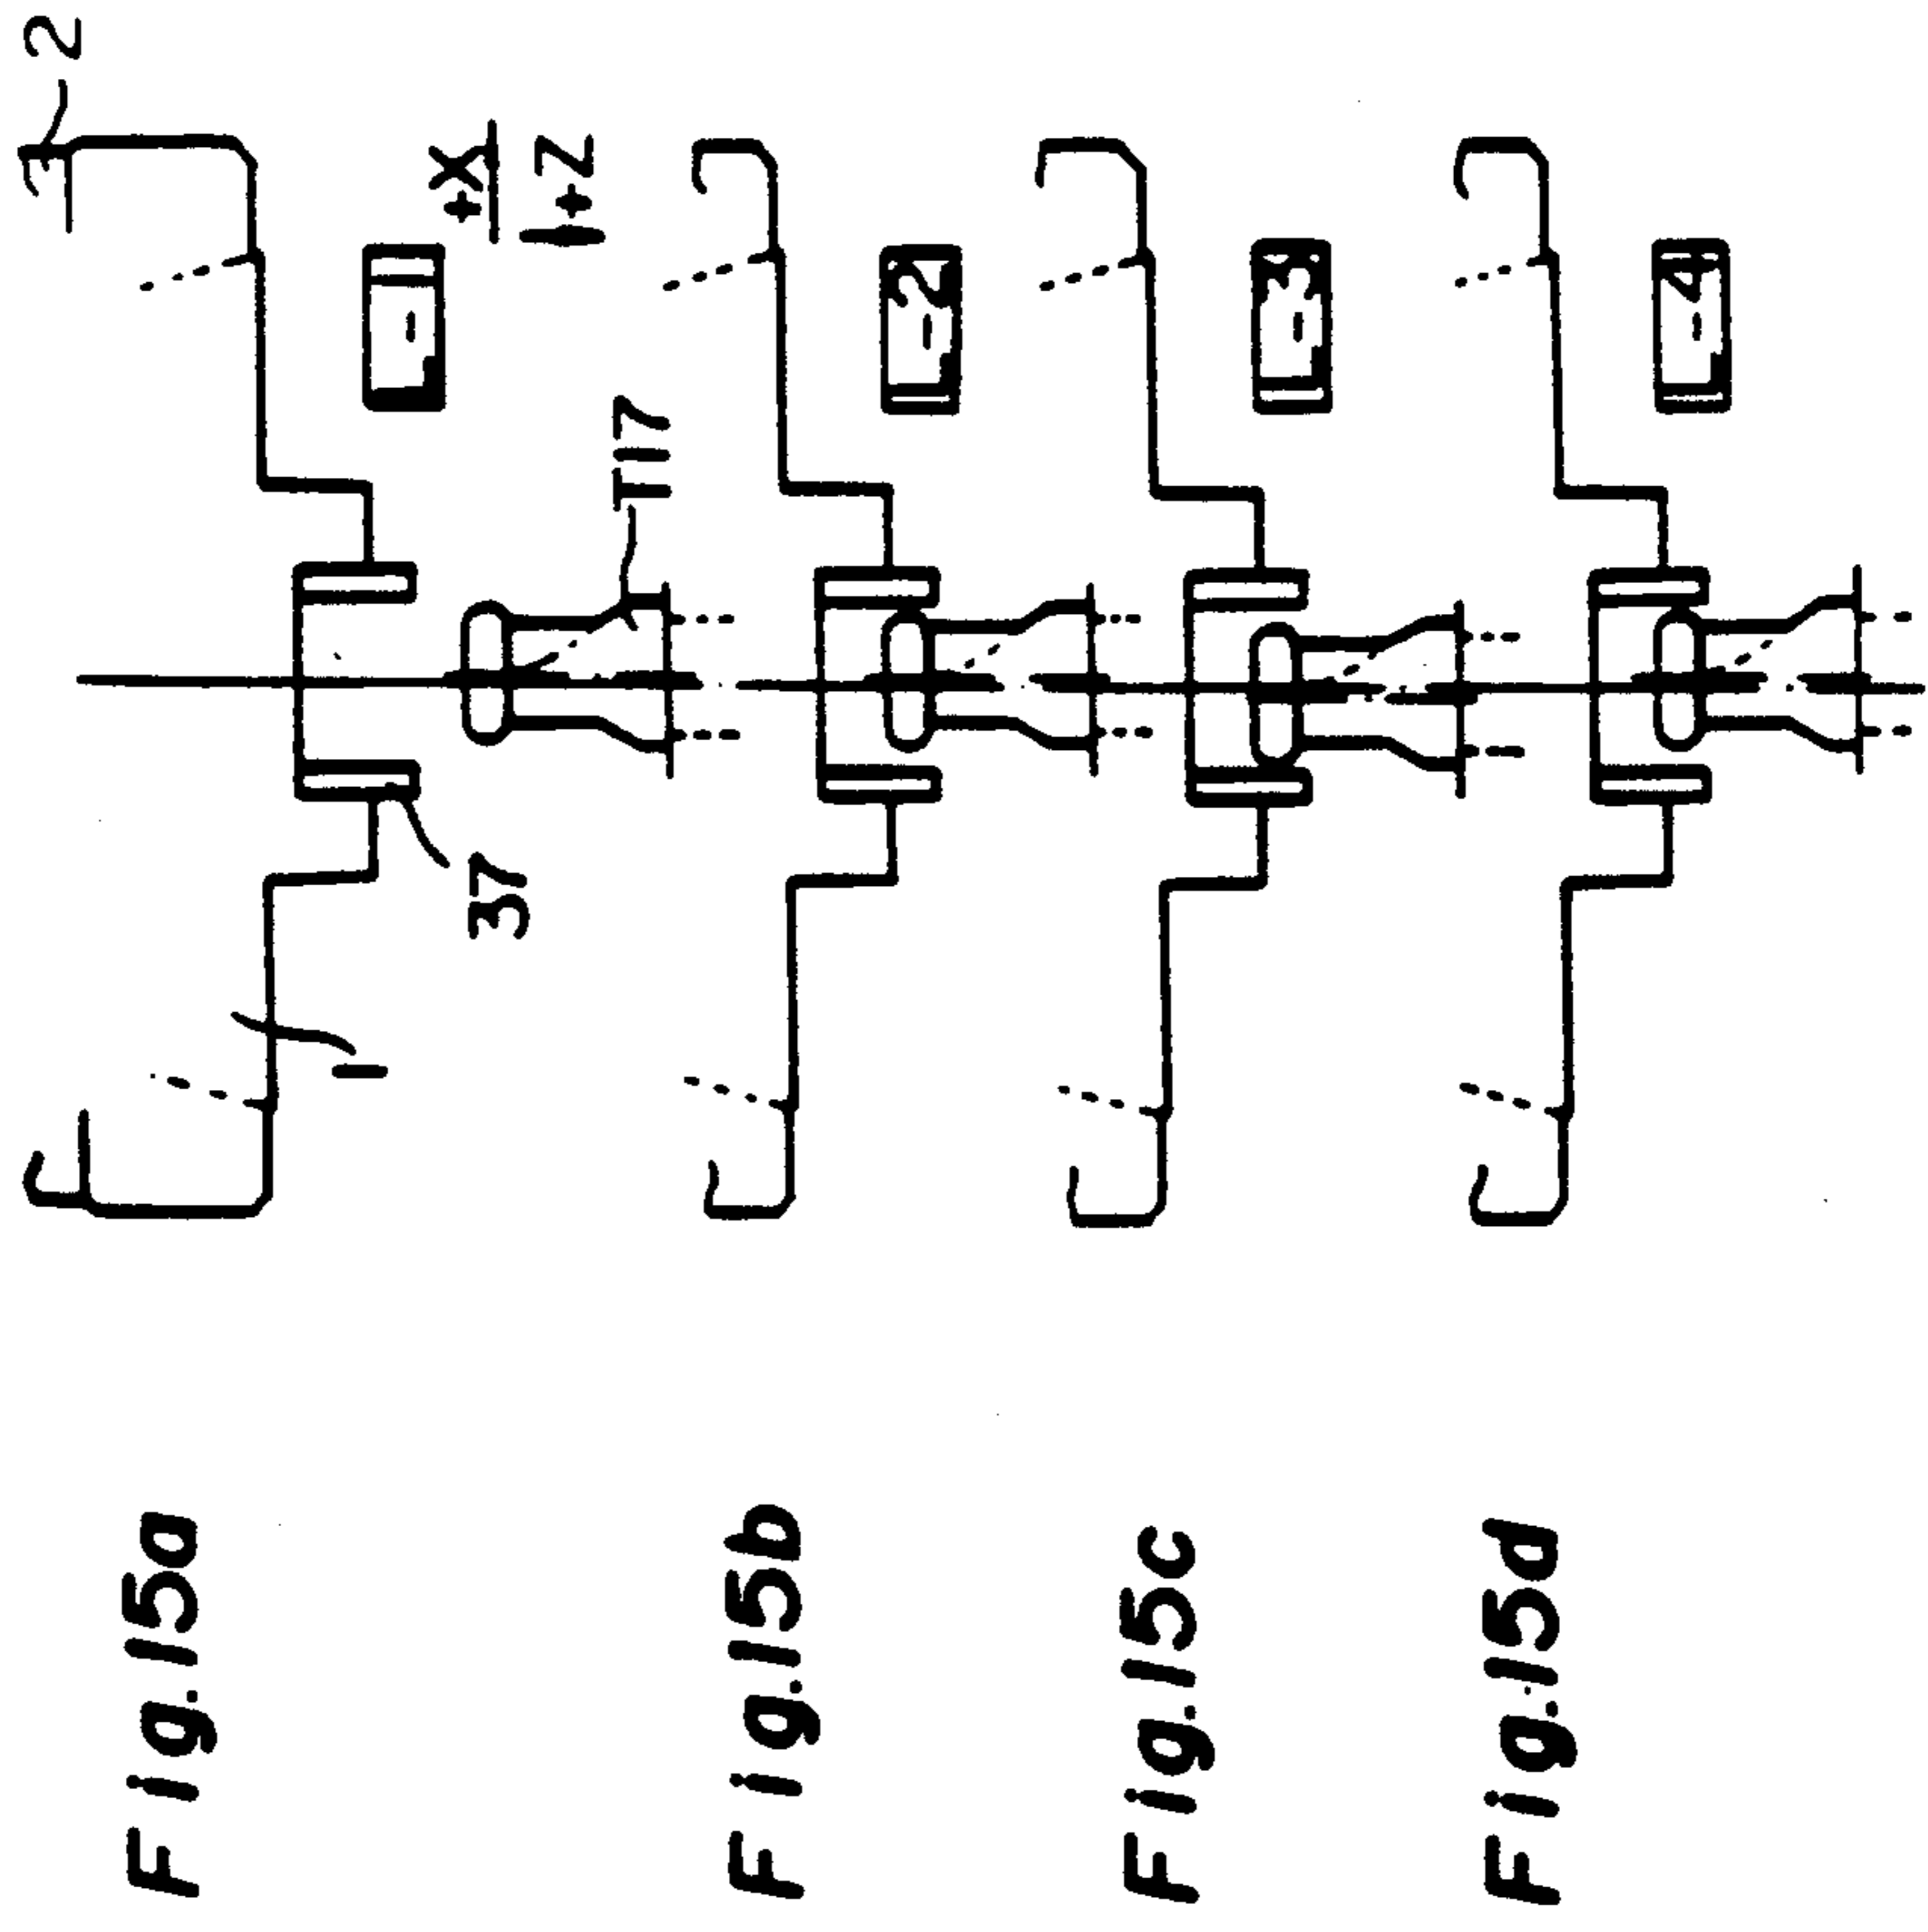 2
+X
+Z
L-1
T17
37
1
Fig.15a
L-2
Fig.15b
L-3
Fig.15c
L-4
Fig.15d